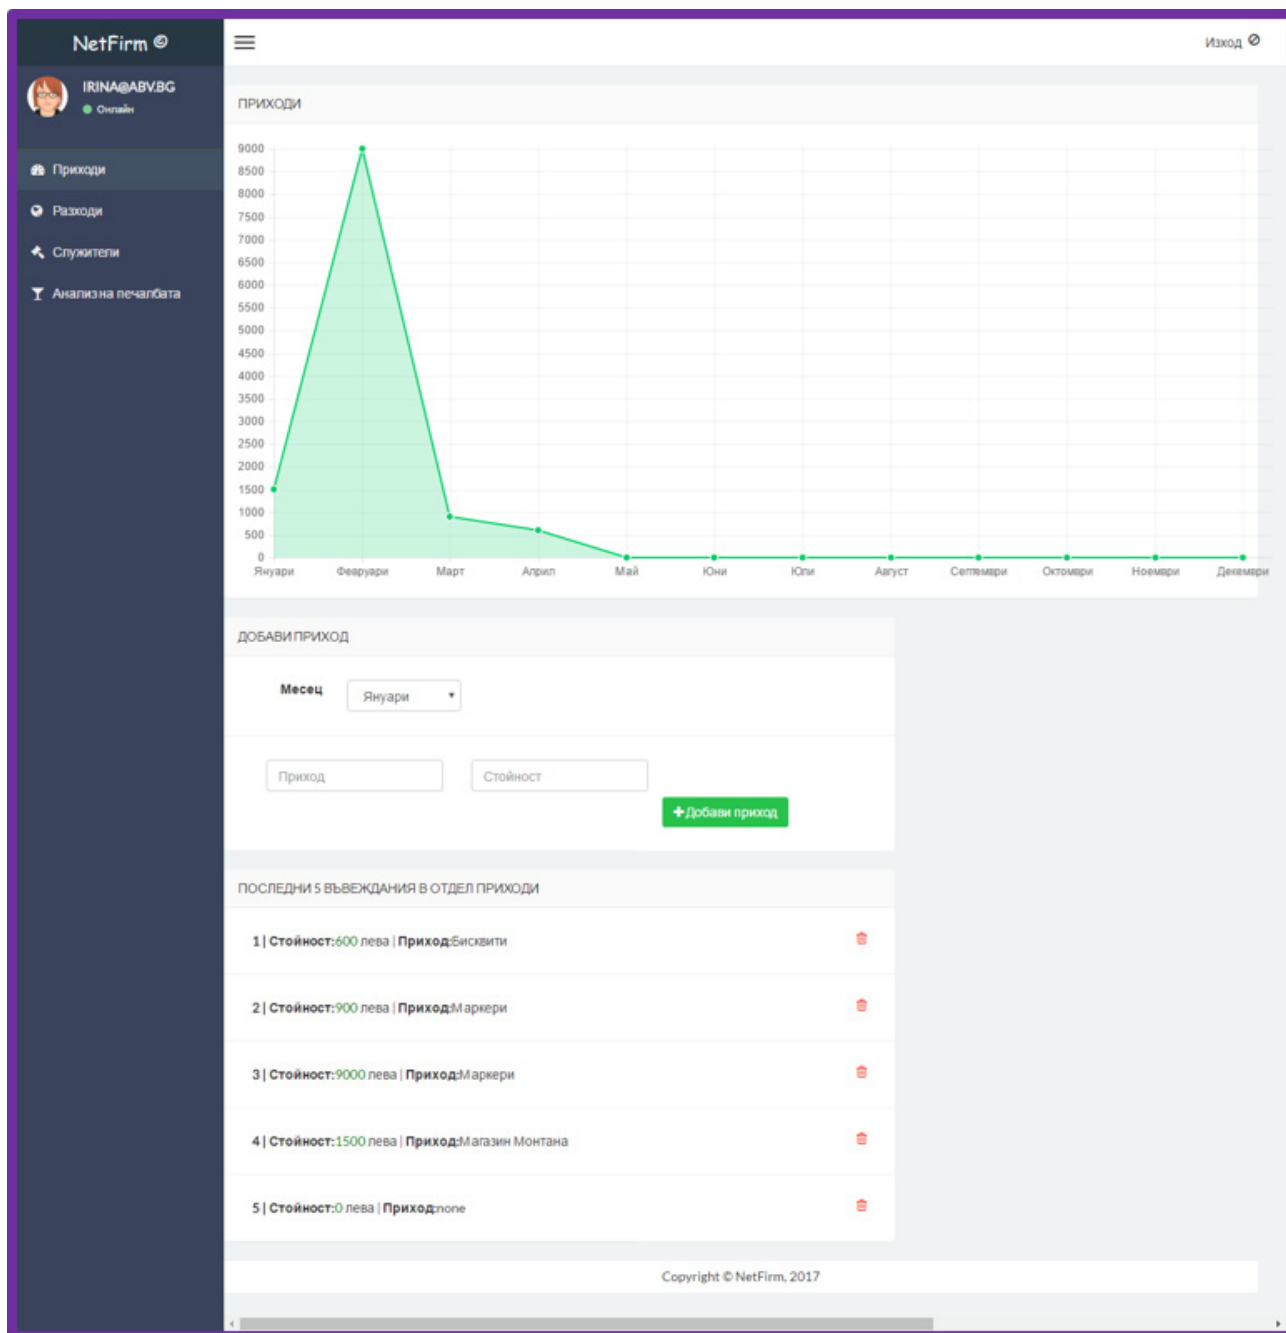 NetFirm ©
Изход
IRINA@ABV.BG
Онлайн
Приходи
Разходи
Служители
Анализ на печалбата
ПРИХОДИ
9000
8500
8000
7500
7000
6500
6000
5500
5000
4500
4000
3500
3000
2500
2000
1500
1000
500
0
Януари Февруари Март Април Май Юни Юли Август Септември Октомври Ноември Декември
ДОБАВИ ПРИХОД
Месец Януари
Приход Стойност
+Добави приход
ПОСЛЕДНИ 5 ВЪВЕЖДАНИЯ В ОТДЕЛ ПРИХОДИ
1 | Стойност:600 лева | Приход:Бисквити
2 | Стойност:900 лева | Приход:Маркери
3 | Стойност:9000 лева | Приход:Маркери
4 | Стойност:1500 лева | Приход:Магазин Монтана
5 | Стойност:0 лева | Приход:none
Copyright © NetFirm, 2017